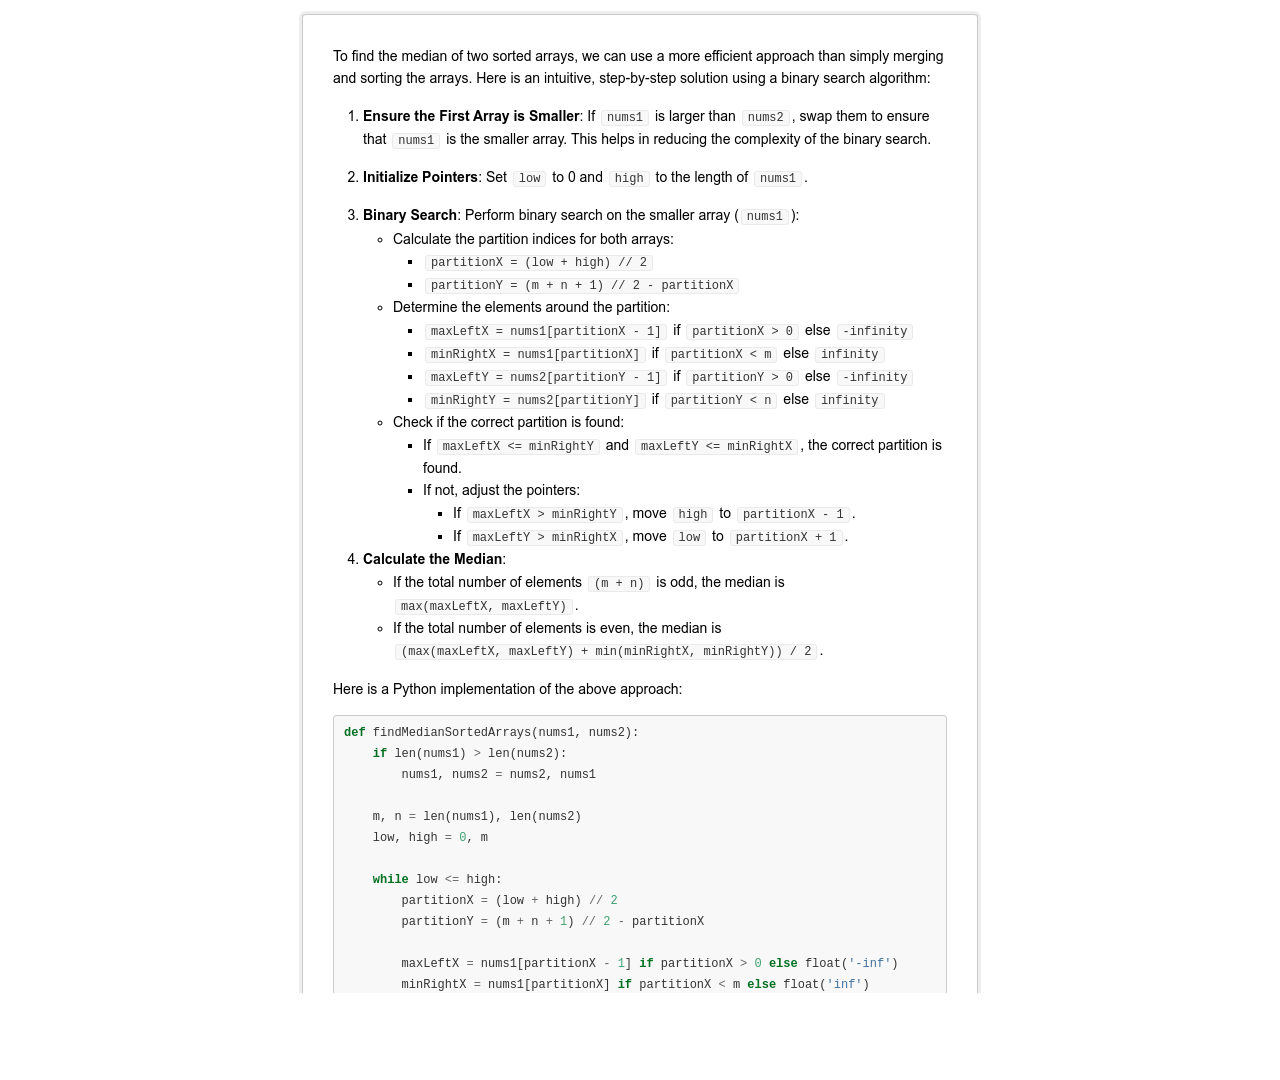 To find the median of two sorted arrays, we can use a more efficient approach than simply merging
and sorting the arrays. Here is an intuitive, step-by-step solution using a binary search algorithm:
1. Ensure the First Array is Smaller: If nums1 is larger than nums2, swap them to ensure
that nums1 is the smaller array. This helps in reducing the complexity of the binary search.
2. Initialize Pointers: Set low to 0 and high to the length of nums1.
3. Binary Search: Perform binary search on the smaller array (nums1):
◦ Calculate the partition indices for both arrays:
▪ partitionX = (low + high) // 2
▪ partitionY = (m + n + 1) // 2 - partitionX
◦ Determine the elements around the partition:
▪ maxLeftX = nums1[partitionX - 1] if partitionX > 0 else -infinity
▪ minRightX = nums1[partitionX] if partitionX < m else infinity
▪ maxLeftY = nums2[partitionY - 1] if partitionY > 0 else -infinity
▪ minRightY = nums2[partitionY] if partitionY < n else infinity
◦ Check if the correct partition is found:
▪ If maxLeftX <= minRightY and maxLeftY <= minRightX, the correct partition is
found.
▪ If not, adjust the pointers:
▪ If maxLeftX > minRightY, move high to partitionX - 1.
▪ If maxLeftY > minRightX, move low to partitionX + 1.
4. Calculate the Median:
◦ If the total number of elements (m + n) is odd, the median is
max(maxLeftX, maxLeftY).
◦ If the total number of elements is even, the median is
(max(maxLeftX, maxLeftY) + min(minRightX, minRightY)) / 2.
Here is a Python implementation of the above approach:
def findMedianSortedArrays(nums1, nums2):
    if len(nums1) > len(nums2):
        nums1, nums2 = nums2, nums1
    m, n = len(nums1), len(nums2)
    low, high = 0, m
    while low <= high:
        partitionX = (low + high) // 2
        partitionY = (m + n + 1) // 2 - partitionX
        maxLeftX = nums1[partitionX - 1] if partitionX > 0 else float('-inf')
        minRightX = nums1[partitionX] if partitionX < m else float('inf')